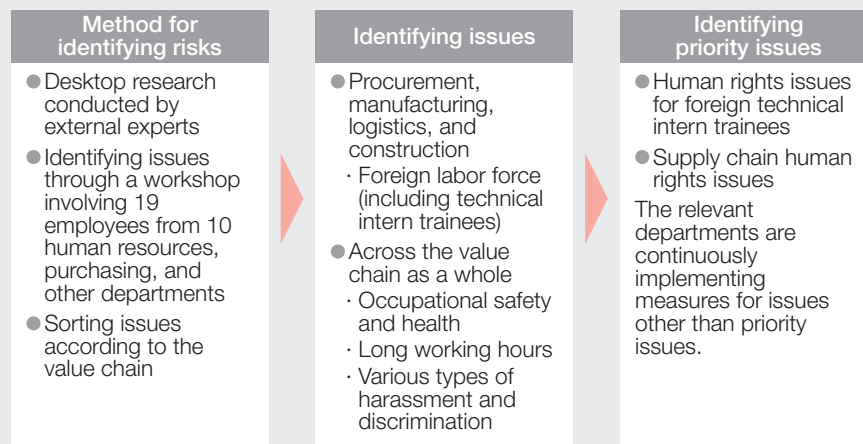 Method for
identifying risks
● Desktop research
conducted by
external experts
● Identifying issues
through a workshop
involving 19
employees from 10
human resources,
purchasing, and
other departments
● Sorting issues
according to the
value chain
Identifying issues
● Procurement,
manufacturing,
logistics, and
construction
· Foreign labor force
(including technical
intern trainees)
● Across the value
chain as a whole
· Occupational safety
and health
· Long working hours
· Various types of
harassment and
discrimination
Identifying
priority issues
● Human rights issues
for foreign technical
intern trainees
● Supply chain human
rights issues
The relevant
departments are
continuously
implementing
measures for issues
other than priority
issues.